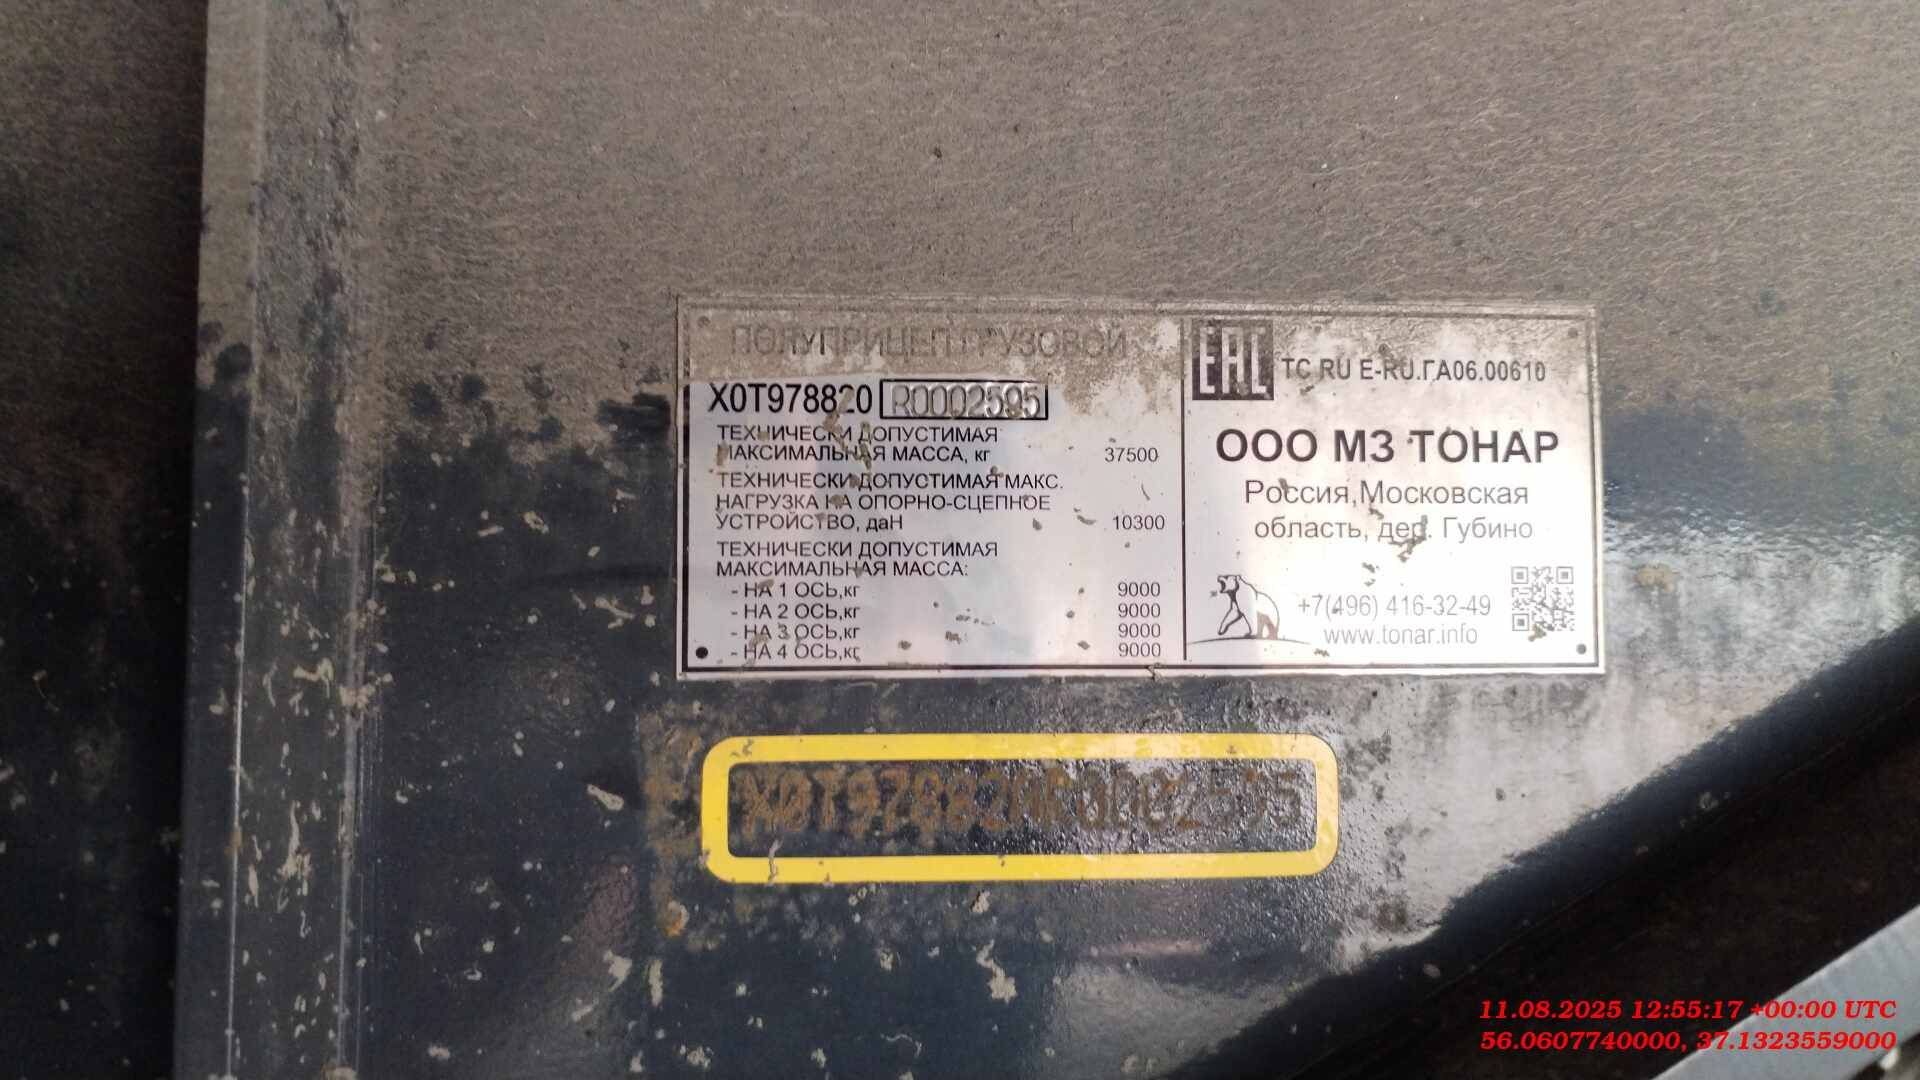 ПОЛУПРИЦЕП ГРУЗОВОЙ
X0T978820 R0002595
ТЕХНИЧЕСКИ ДОПУСТИМАЯ
МАКСИМАЛЬНАЯ МАССА, кг 37500
ТЕХНИЧЕСКИ ДОПУСТИМАЯ МАКС.
НАГРУЗКА НА ОПОРНО-СЦЕПНОЕ
УСТРОЙСТВО, даН 10300
ТЕХНИЧЕСКИ ДОПУСТИМАЯ
МАКСИМАЛЬНАЯ МАССА:
- НА 1 ОСЬ,кг 9000
- НА 2 ОСЬ,кг 9000
- НА 3 ОСЬ,кг 9000
- НА 4 ОСЬ,кг 9000
EAC TC RU E-RU.ГА06.00610
ООО МЗ ТОНАР
Россия,Московская
область, дер. Губино
+7(496) 416-32-49
www.tonar.info
X0T978820R0002595
11.08.2025 12:55:17 +00:00 UTC
56.0607740000, 37.1323559000